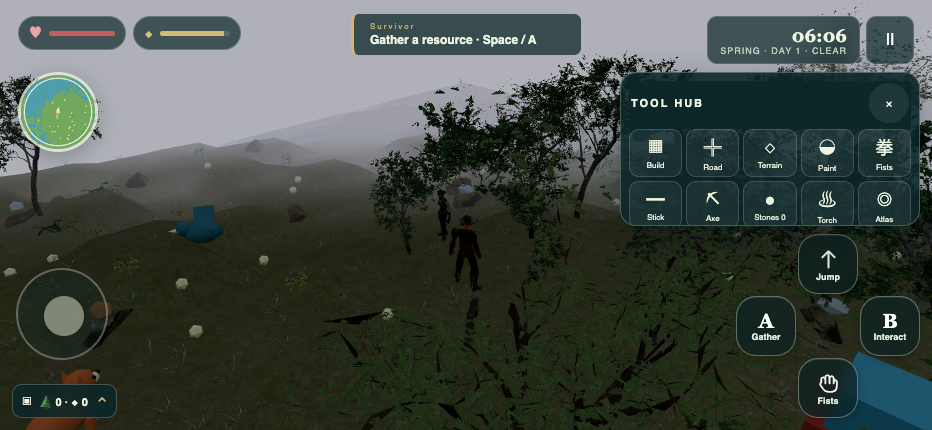 Survivor
Gather a resource · Space / A
06:06
SPRING · DAY 1 · CLEAR
TOOL HUB
×
Build
Road
Terrain
Paint
拳
Fists
Stick
Axe
Stones 0
Torch
Atlas
Jump
A
Gather
B
Interact
Fists
0 · ◆ 0